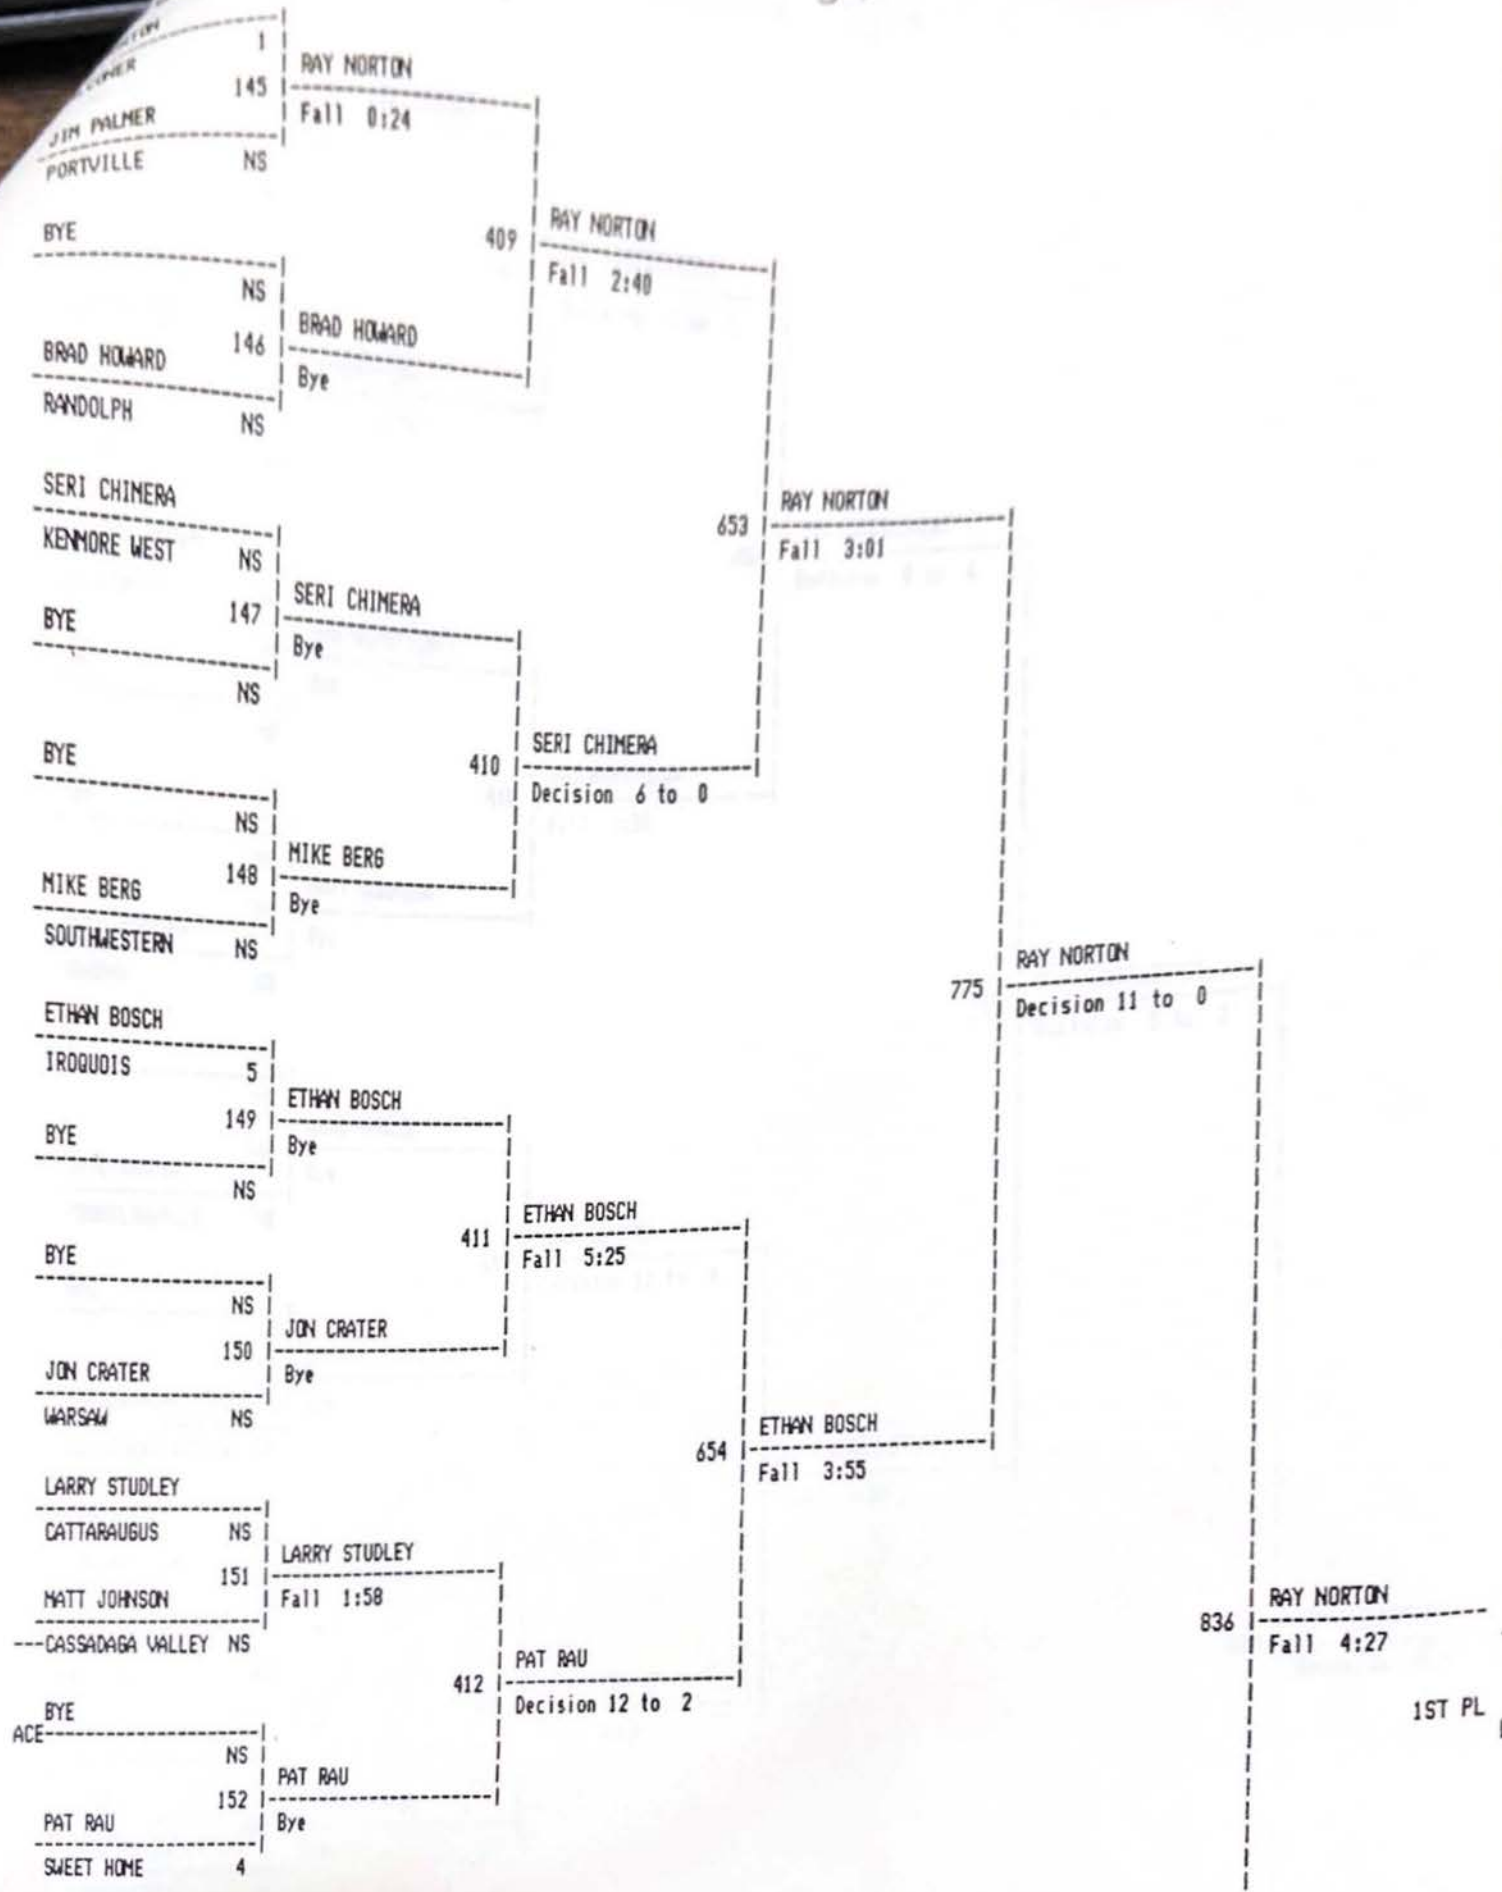 1
RAY NORTON
145
Fall 0:24
JIM PALMER
PORTVILLE NS
BYE
409
RAY NORTON
Fall 2:40
NS
BRAD HOWARD
146
Bye
BRAD HOWARD
RANDOLPH NS
SERI CHIMERA
KENMORE WEST NS
653
RAY NORTON
Fall 3:01
SERI CHIMERA
147
Bye
BYE
NS
BYE
410
SERI CHIMERA
Decision 6 to 0
NS
MIKE BERG
148
Bye
MIKE BERG
SOUTHWESTERN NS
775
RAY NORTON
Decision 11 to 0
ETHAN BOSCH
IROQUOIS 5
ETHAN BOSCH
149
Bye
BYE
NS
411
ETHAN BOSCH
Fall 5:25
BYE
NS
JON CRATER
150
Bye
JON CRATER
WARSAW NS
654
ETHAN BOSCH
Fall 3:55
LARRY STUDLEY
CATTARAUGUS NS
LARRY STUDLEY
151
Fall 1:58
MATT JOHNSON
---CASSADAGA VALLEY NS
836
RAY NORTON
Fall 4:27
412
PAT RAU
Decision 12 to 2
1ST PL
BYE
ACE
NS
PAT RAU
152
Bye
PAT RAU
SWEET HOME 4